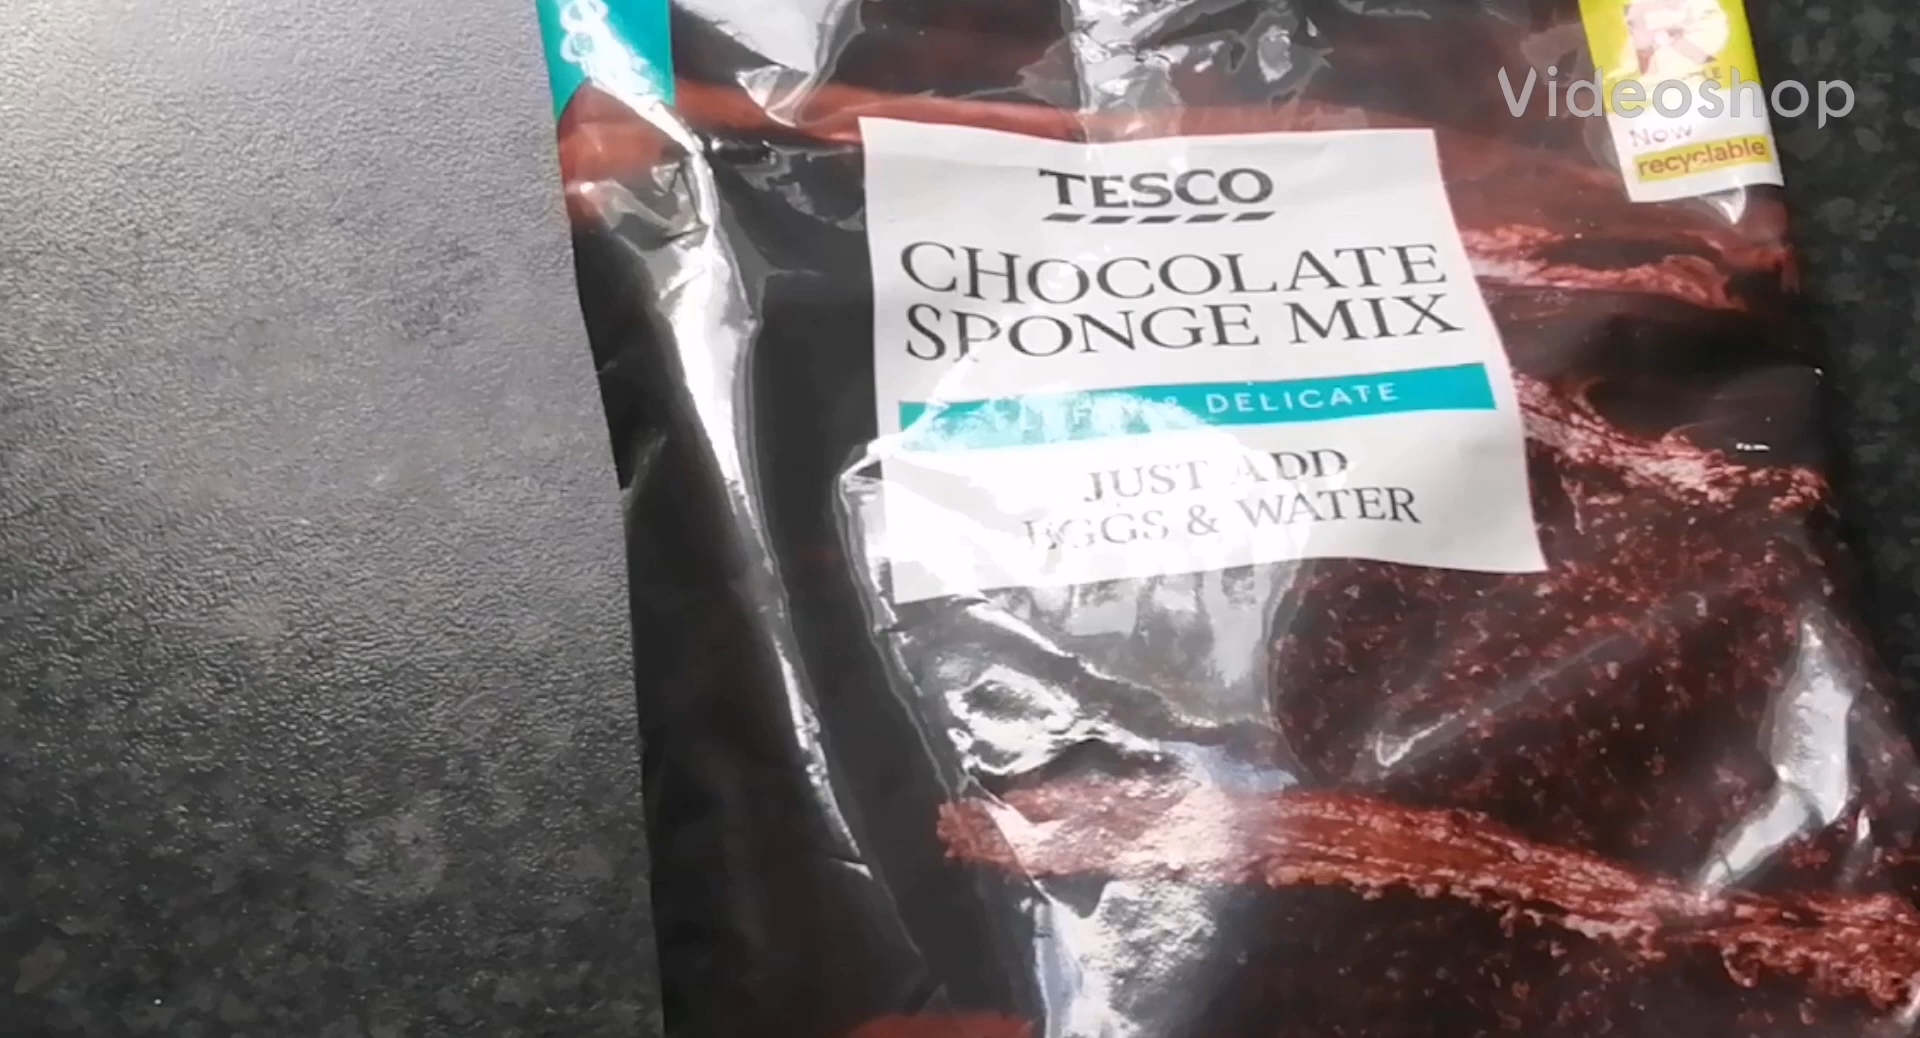 Videoshop
Now
recyclable
TESCO
CHOCOLATE
SPONGE MIX
& DELICATE
JUST ADD
EGGS & WATER